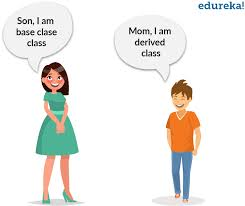 edureka!
Son, I am
base clase
class
Mom, I am
derived
class